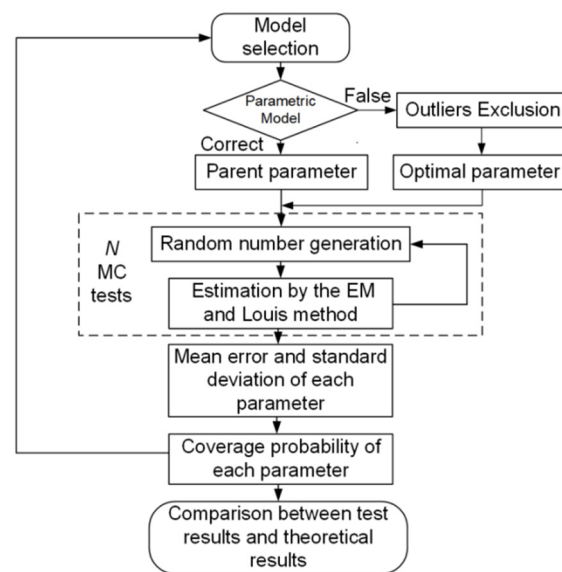 Model
selection
Parametric
Model
False
Outliers Exclusion
Correct
Parent parameter
Optimal parameter
N
MC
tests
Random number generation
Estimation by the EM
and Louis method
Mean error and standard
deviation of each
parameter
Coverage probability of
each parameter
Comparison between test
results and theoretical
results